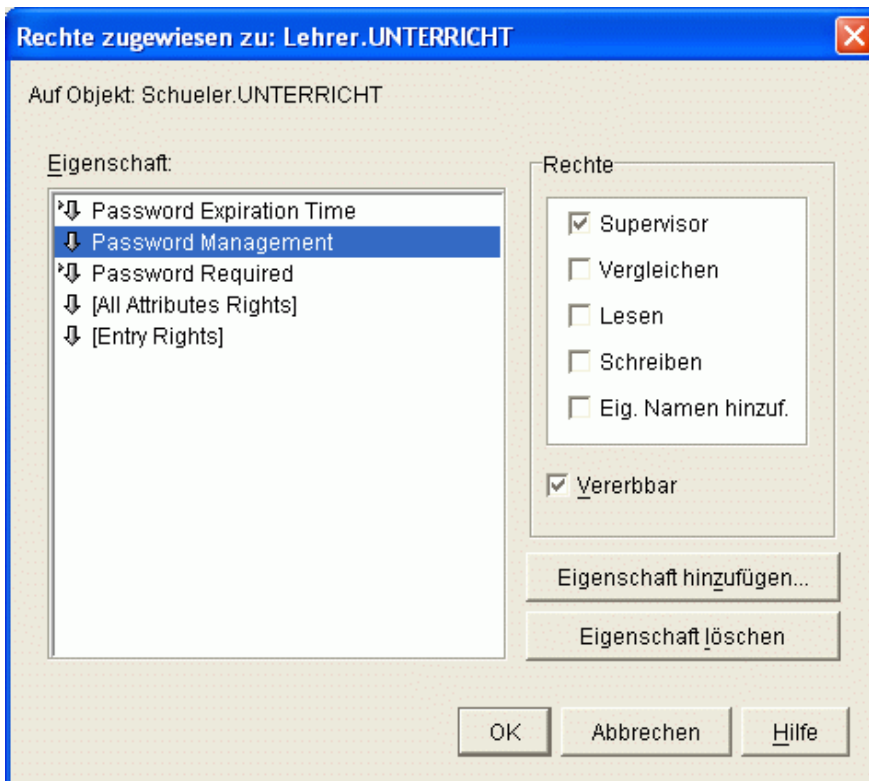 Rechte zugewiesen zu: Lehrer.UNTERRICHT
Auf Objekt: Schueler.UNTERRICHT
Eigenschaft:
Password Expiration Time
Password Management
Password Required
[All Attributes Rights]
[Entry Rights]
Rechte
Supervisor
Vergleichen
Lesen
Schreiben
Eig. Namen hinzuf.
Vererbbar
Eigenschaft hinzufügen...
Eigenschaft löschen
OK
Abbrechen
Hilfe